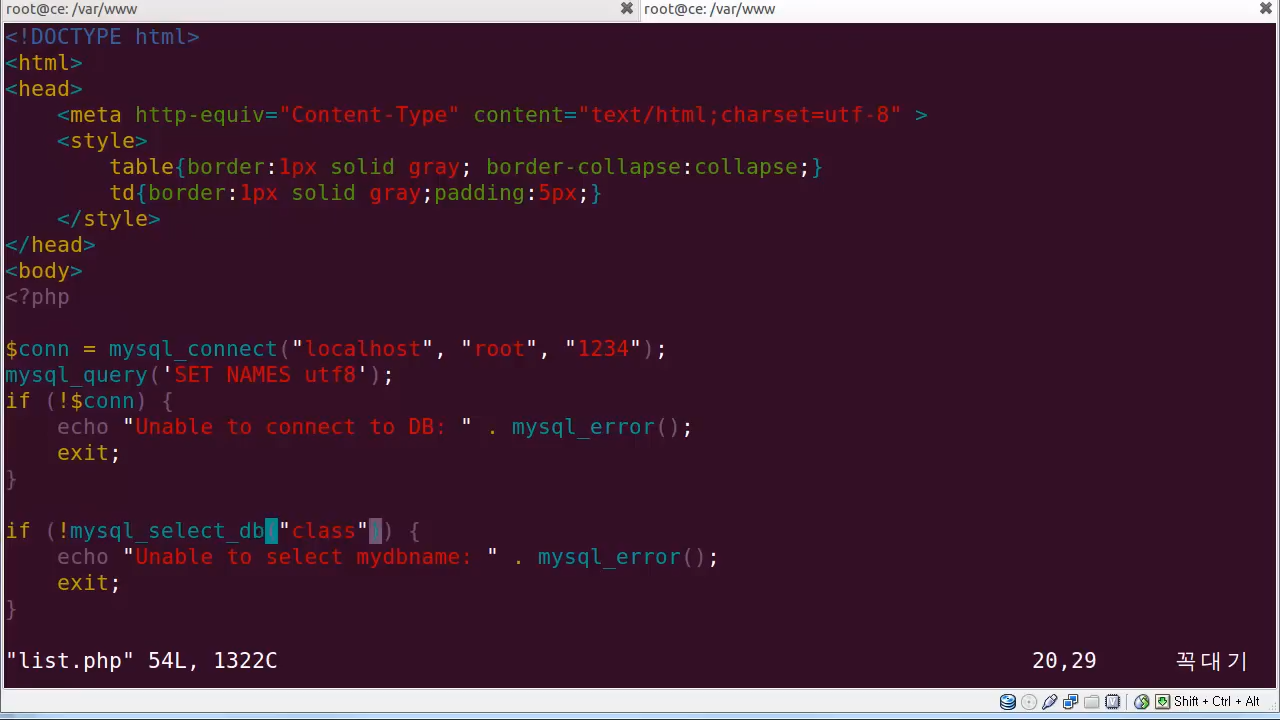 root@ce: /var/www
root@ce: /var/www
<!DOCTYPE html>
<html>
<head>
    <meta http-equiv="Content-Type" content="text/html;charset=utf-8" >
    <style>
        table{border:1px solid gray; border-collapse:collapse;}
        td{border:1px solid gray;padding:5px;}
    </style>
</head>
<body>
<?php

$conn = mysql_connect("localhost", "root", "1234");
mysql_query('SET NAMES utf8');
if (!$conn) {
    echo "Unable to connect to DB: " . mysql_error();
    exit;
}

if (!mysql_select_db("class")) {
    echo "Unable to select mydbname: " . mysql_error();
    exit;
}

"list.php" 54L, 1322C 20,29 꼭대기
Shift + Ctrl + Alt